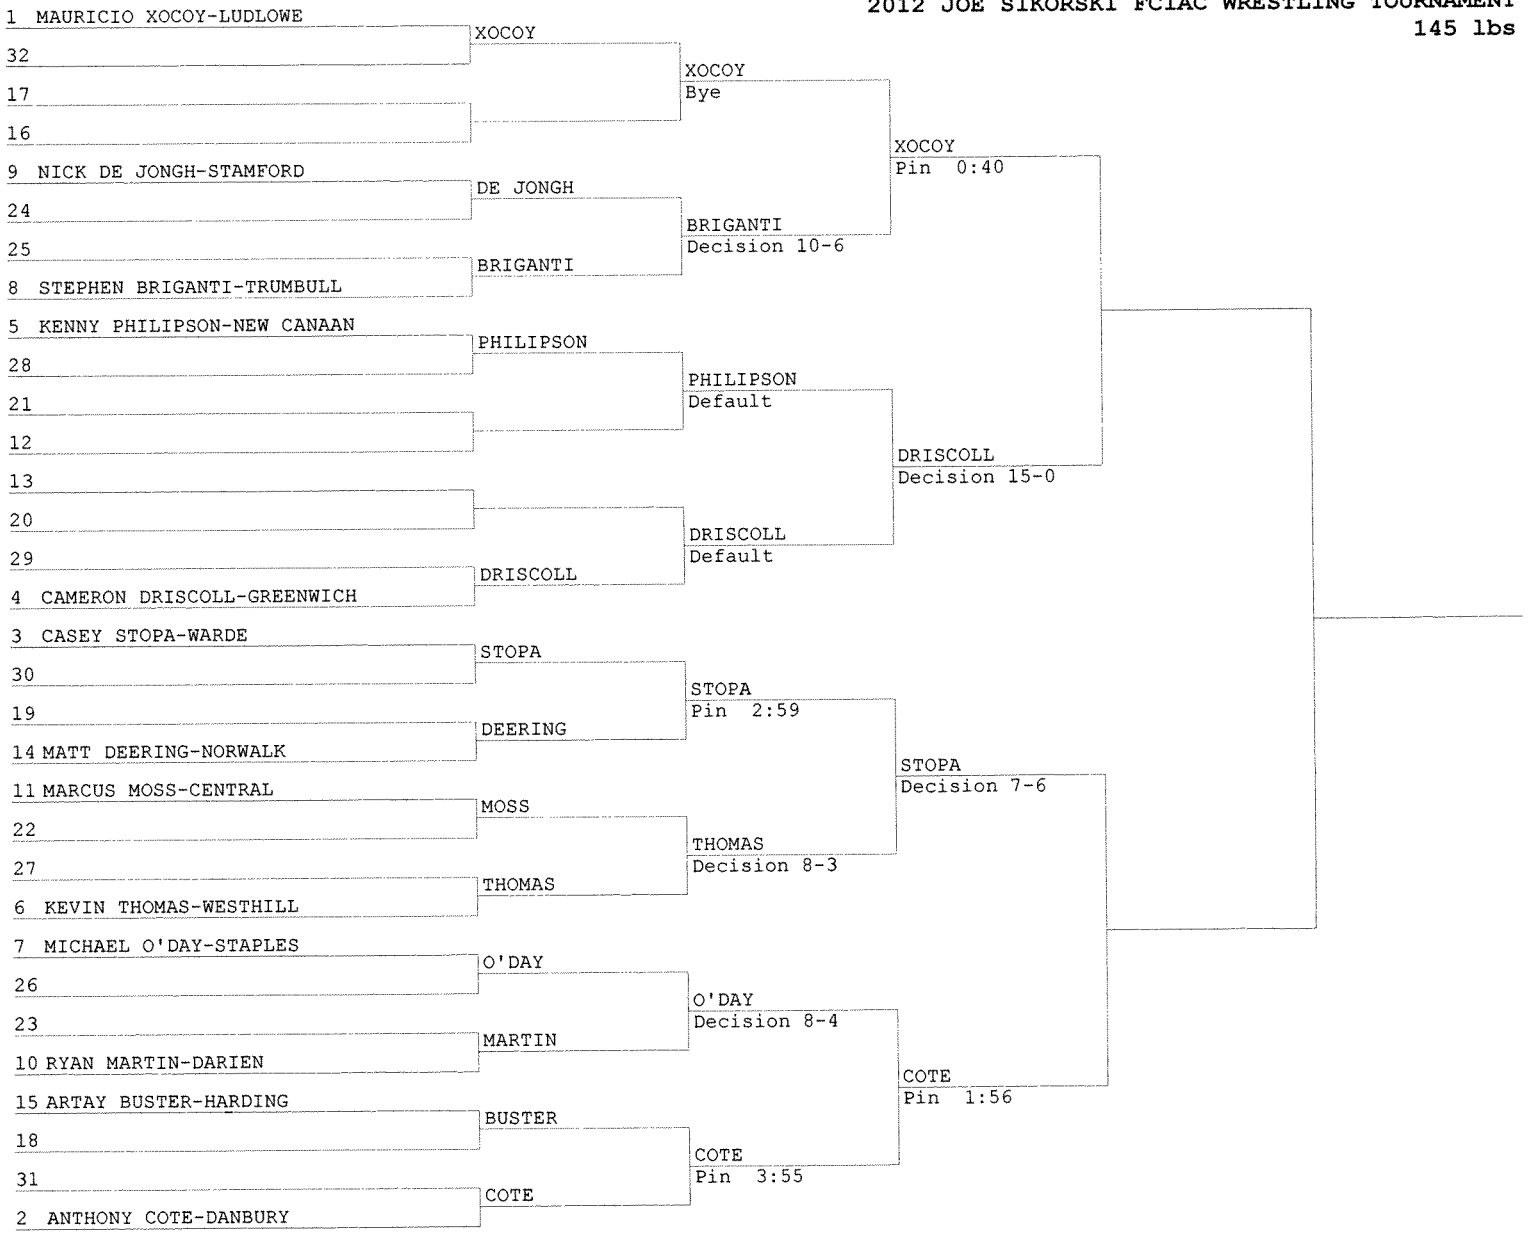 2012 JOE SIKORSKI FCIAC WRESTLING TOURNAMENT
145 lbs
1 MAURICIO XOCOY-LUDLOWE
32
17
16
9 NICK DE JONGH-STAMFORD
24
25
8 STEPHEN BRIGANTI-TRUMBULL
5 KENNY PHILIPSON-NEW CANAAN
28
21
12
13
20
29
4 CAMERON DRISCOLL-GREENWICH
3 CASEY STOPA-WARDE
30
19
14 MATT DEERING-NORWALK
11 MARCUS MOSS-CENTRAL
22
27
6 KEVIN THOMAS-WESTHILL
7 MICHAEL O'DAY-STAPLES
26
23
10 RYAN MARTIN-DARIEN
15 ARTAY BUSTER-HARDING
18
31
2 ANTHONY COTE-DANBURY
XOCOY
DE JONGH
BRIGANTI
PHILIPSON
DRISCOLL
STOPA
DEERING
MOSS
THOMAS
O'DAY
MARTIN
BUSTER
COTE
XOCOY
Bye
BRIGANTI
Decision 10-6
PHILIPSON
Default
DRISCOLL
Default
STOPA
Pin 2:59
THOMAS
Decision 8-3
O'DAY
Decision 8-4
COTE
Pin 3:55
XOCOY
Pin 0:40
DRISCOLL
Decision 15-0
STOPA
Decision 7-6
COTE
Pin 1:56